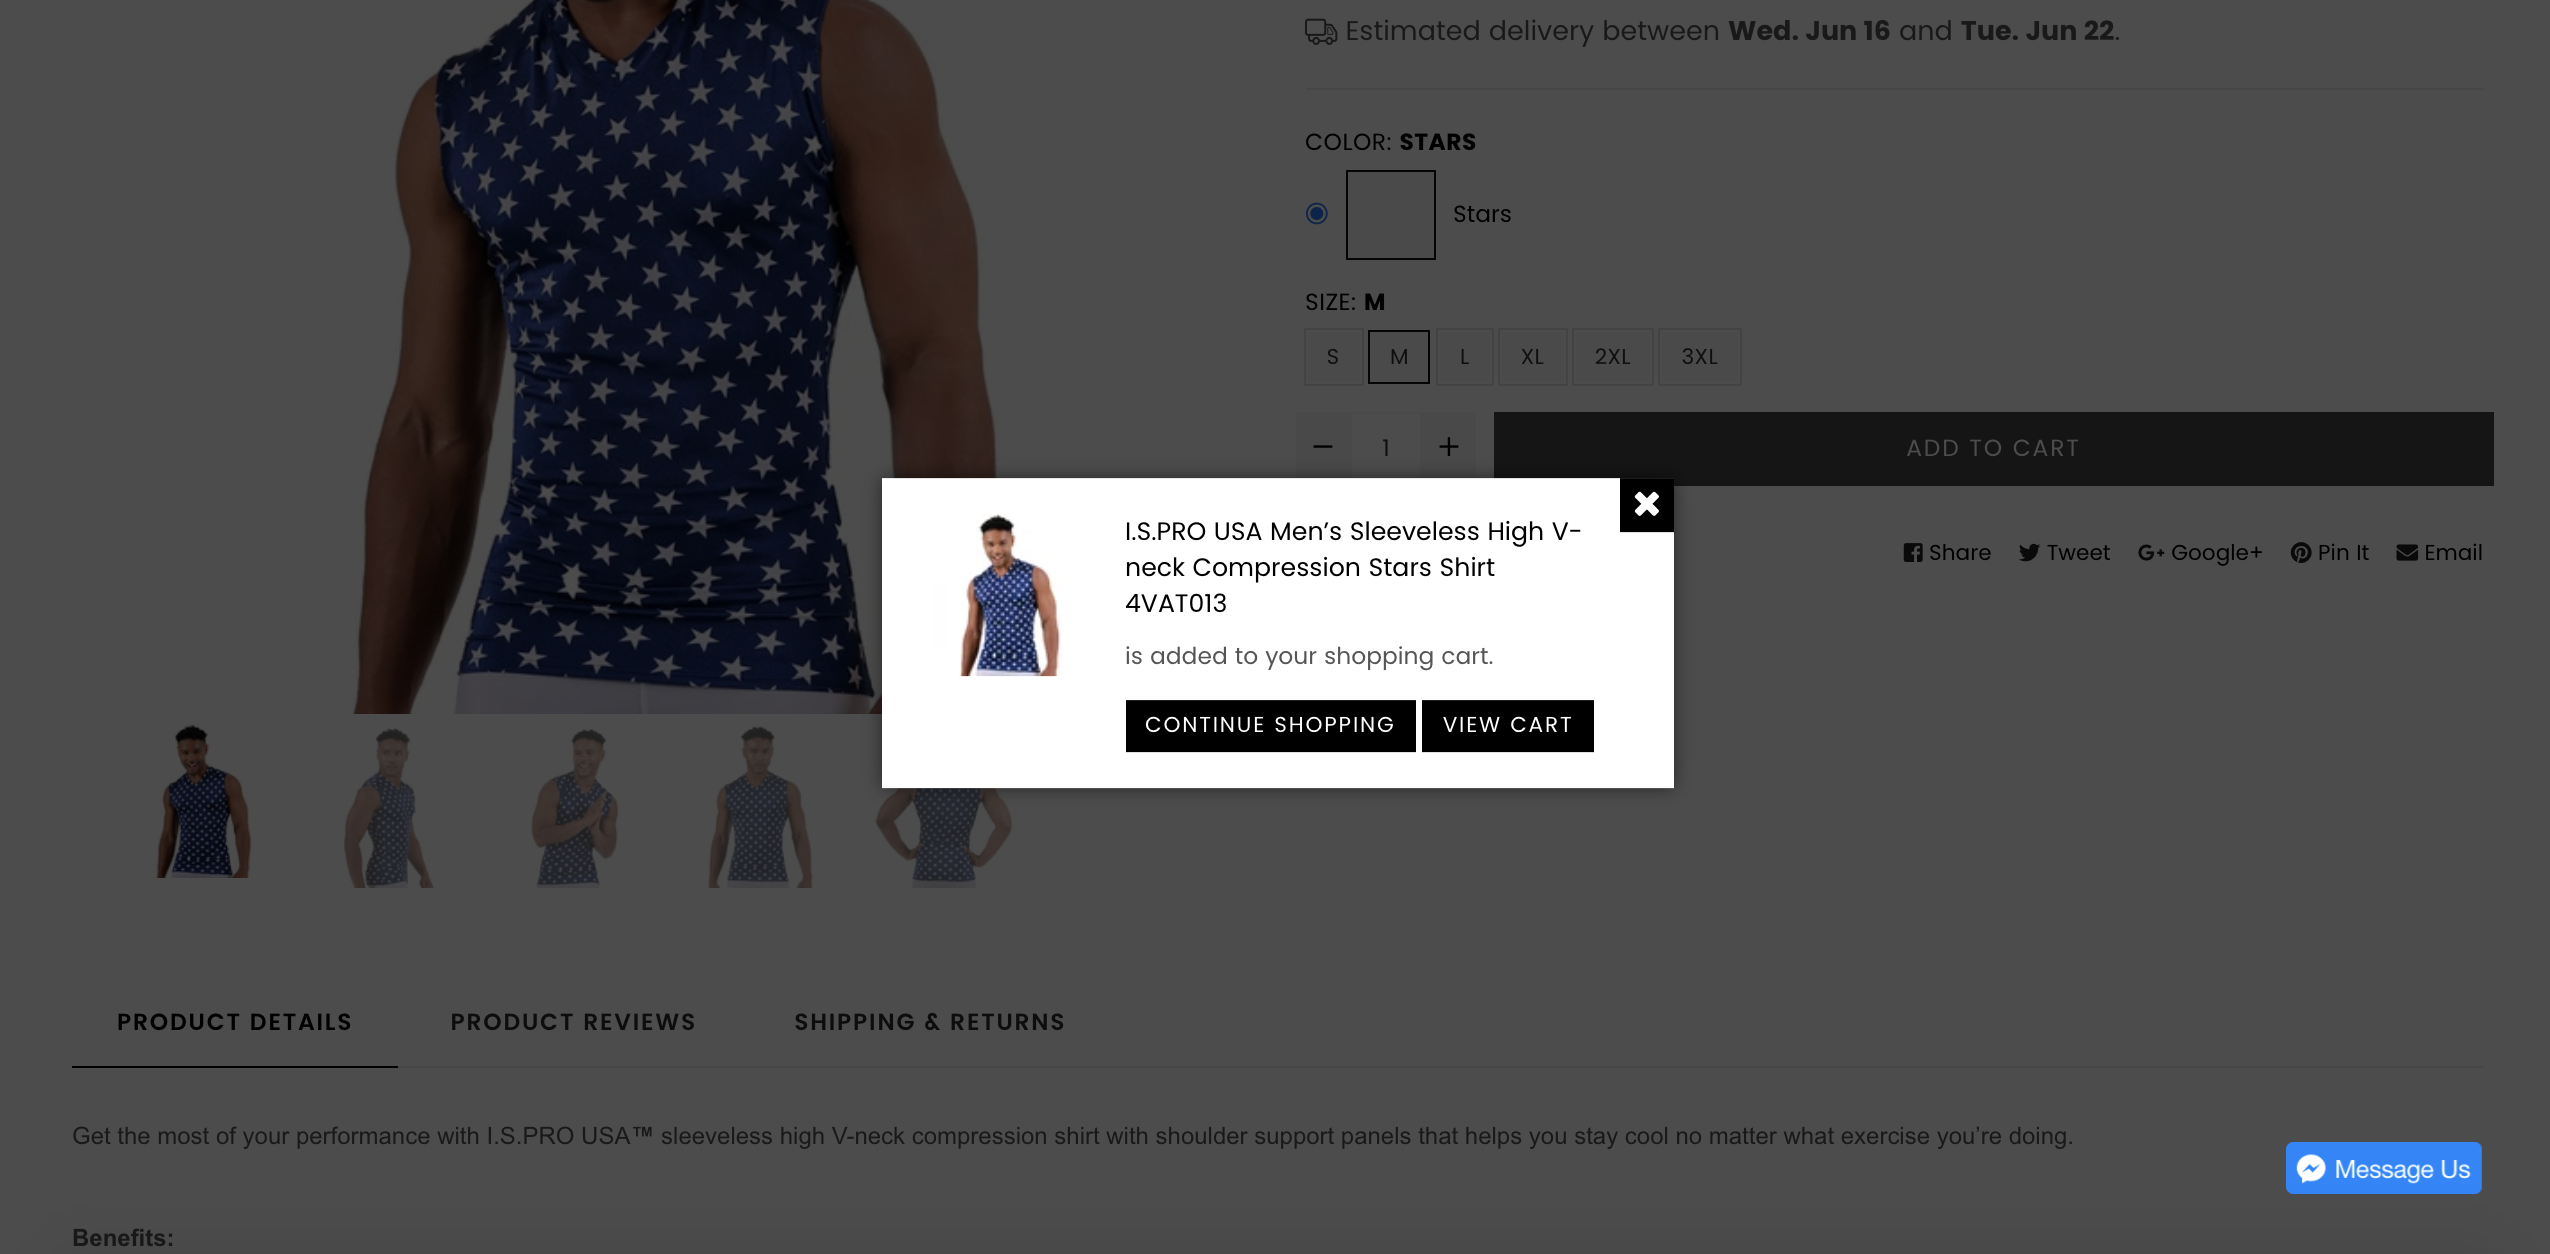 Estimated delivery between Wed. Jun 16 and Tue. Jun 22.
COLOR: STARS
Stars
SIZE: M
S M L XL 2XL 3XL
− 1 + ADD TO CART
Share Tweet G+ Google+ Pin It Email
I.S.PRO USA Men’s Sleeveless High V-
neck Compression Stars Shirt
4VAT013
is added to your shopping cart.
CONTINUE SHOPPING VIEW CART
PRODUCT DETAILS PRODUCT REVIEWS SHIPPING & RETURNS
Get the most of your performance with I.S.PRO USA™ sleeveless high V-neck compression shirt with shoulder support panels that helps you stay cool no matter what exercise you’re doing.
Message Us
Benefits: